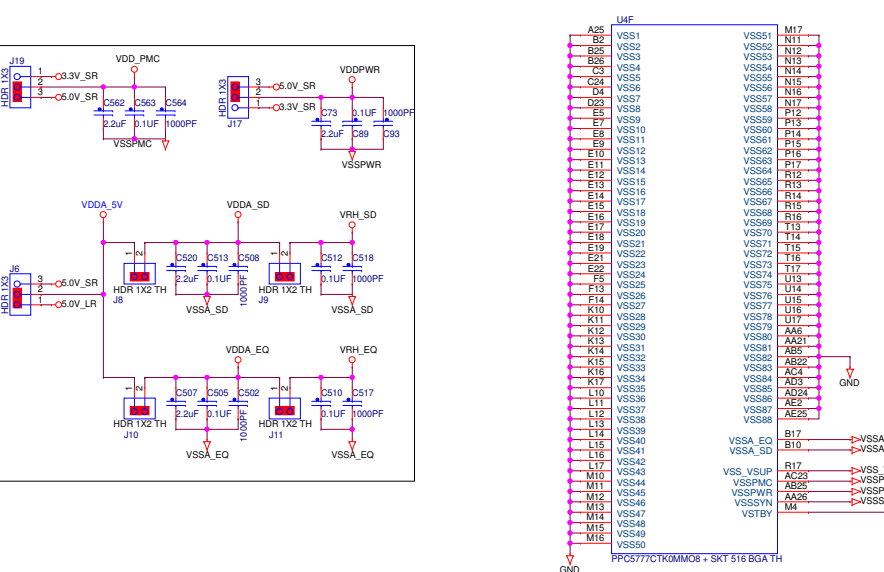 J19
HDR 1X3
1
2
3
3.3V_SR
5.0V_SR
VDD_PMC
C562
C563
C564
2.2uF
0.1UF
1000PF
VSSPMC
HDR 1X3
J17
3
2
1
5.0V_SR
3.3V_SR
VDDPWR
C73
0.1UF
1000PF
2.2uF
C89
C93
VSSPWR
VDDA_5V
VDDA_SD
VRH_SD
J6
HDR 1X3
3
2
1
5.0V_SR
5.0V_LR
1
2
HDR 1X2 TH
J8
C520
C513
C508
2.2uF
0.1UF
1000PF
VSSA_SD
1
2
HDR 1X2 TH
J9
C512
C518
0.1UF
1000PF
VSSA_SD
VDDA_EQ
VRH_EQ
1
2
HDR 1X2 TH
J10
C507
C505
C502
2.2uF
0.1UF
1000PF
VSSA_EQ
1
2
HDR 1X2 TH
J11
C510
C517
0.1UF
1000PF
VSSA_EQ
U4F
A25 VSS1 VSS51 M17
B2 VSS2 VSS52 N11
B25 VSS3 VSS53 N12
B26 VSS4 VSS54 N13
C3 VSS5 VSS55 N14
C24 VSS6 VSS56 N15
D4 VSS7 VSS57 N16
D23 VSS8 VSS58 N17
E5 VSS9 VSS59 P12
E7 VSS10 VSS60 P13
E8 VSS11 VSS61 P14
E9 VSS12 VSS62 P15
E10 VSS13 VSS63 P16
E11 VSS14 VSS64 P17
E12 VSS15 VSS65 R12
E13 VSS16 VSS66 R13
E14 VSS17 VSS67 R14
E15 VSS18 VSS68 R15
E16 VSS19 VSS69 R16
E17 VSS20 VSS70 T13
E18 VSS21 VSS71 T14
E19 VSS22 VSS72 T15
E21 VSS23 VSS73 T16
E22 VSS24 VSS74 T17
F5 VSS25 VSS75 U13
F13 VSS26 VSS76 U14
F14 VSS27 VSS77 U15
K10 VSS28 VSS78 U16
K11 VSS29 VSS79 U17
K12 VSS30 VSS80 AA6
K13 VSS31 VSS81 AA21
K14 VSS32 VSS82 AB5
K15 VSS33 VSS83 AB22
K16 VSS34 VSS84 AC4
K17 VSS35 VSS85 AD3
L10 VSS36 VSS86 AD24
L11 VSS37 VSS87 AE2
L12 VSS38 VSS88 AE25
L13 VSS39
L14 VSS40 VSSA_EQ B17 VSSA
L15 VSS41 VSSA_SD B10 VSSA
L16 VSS42
L17 VSS43 VSS_VSUP R17 VSS_
M10 VSS44 VSSPMC AC23 VSSP
M11 VSS45 VSSPWR AB25 VSSP
M12 VSS46 VSSSYN AA26 VSSS
M13 VSS47 VSTBY M4
M14 VSS48
M15 VSS49
M16 VSS50
GND
GND
PPC5777CTK0MMO8 + SKT 516 BGA TH